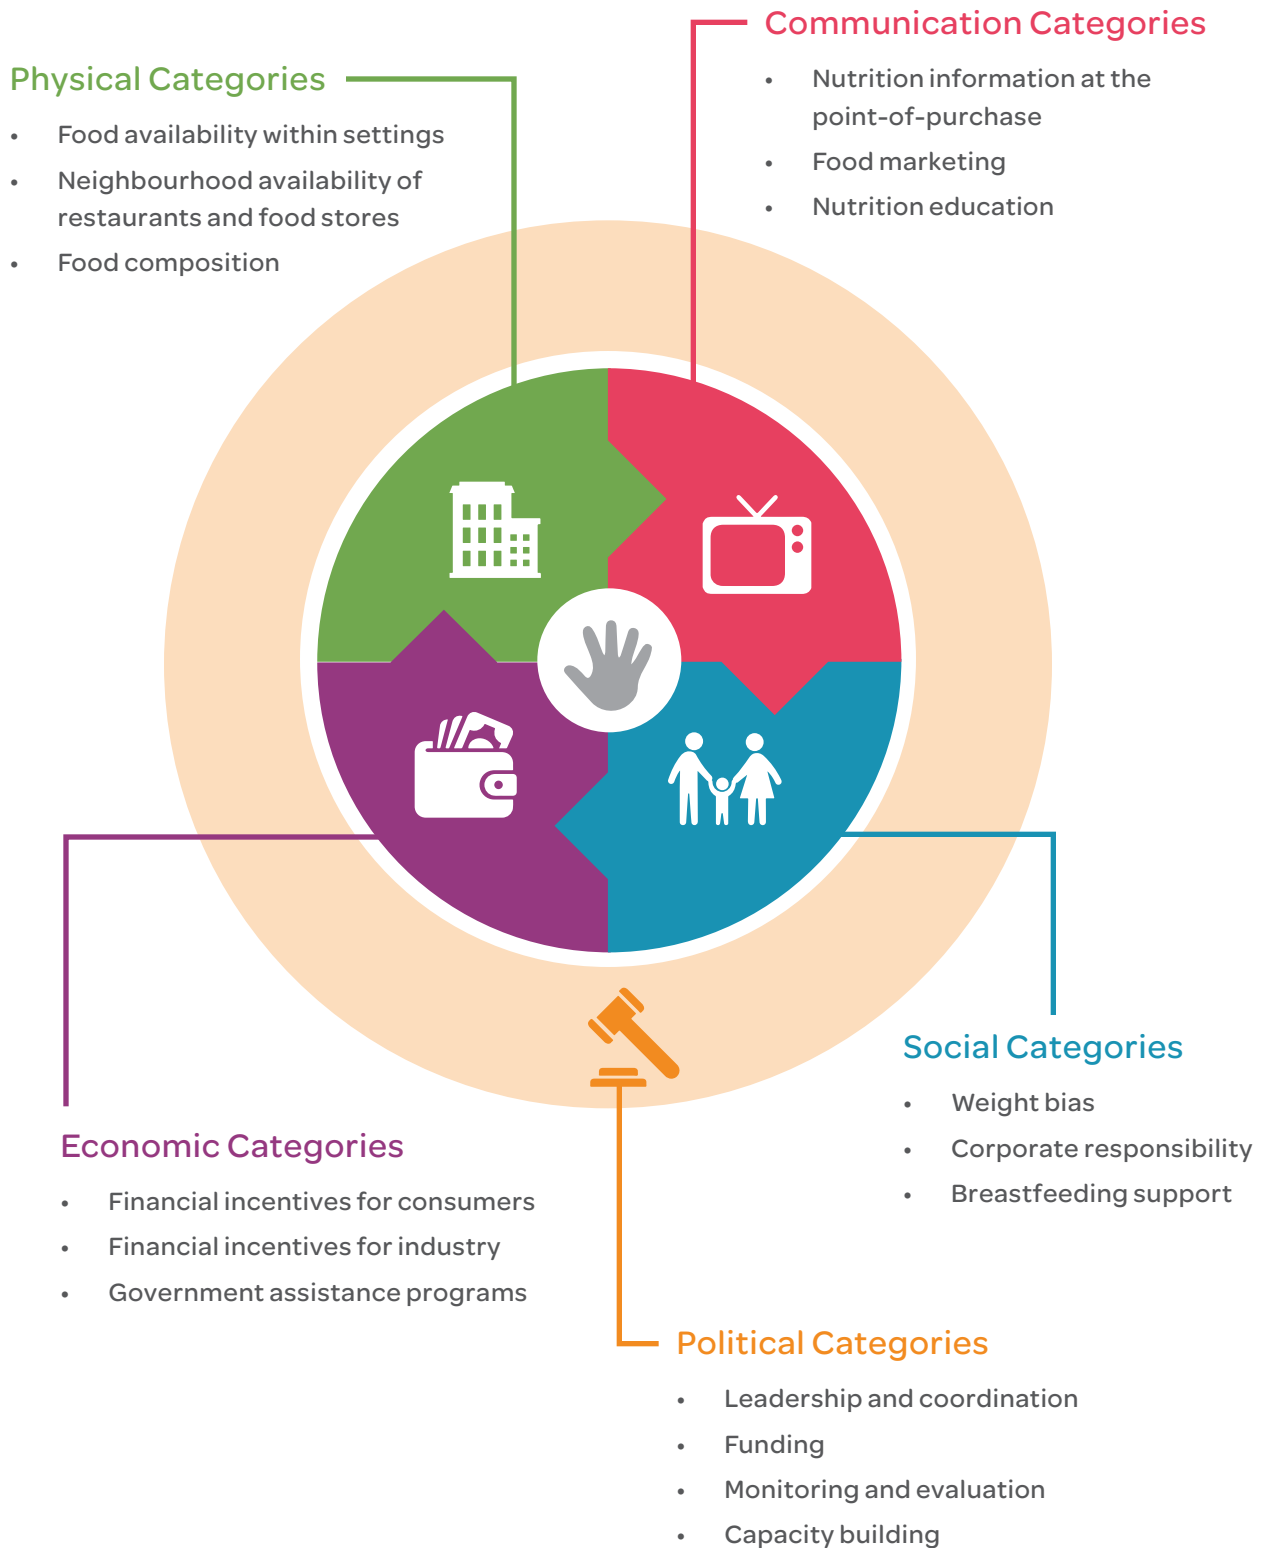 Physical Categories
• Food availability within settings
• Neighbourhood availability of
restaurants and food stores
• Food composition
Communication Categories
• Nutrition information at the
point-of-purchase
• Food marketing
• Nutrition education
Social Categories
• Weight bias
• Corporate responsibility
• Breastfeeding support
Economic Categories
• Financial incentives for consumers
• Financial incentives for industry
• Government assistance programs
Political Categories
• Leadership and coordination
• Funding
• Monitoring and evaluation
• Capacity building